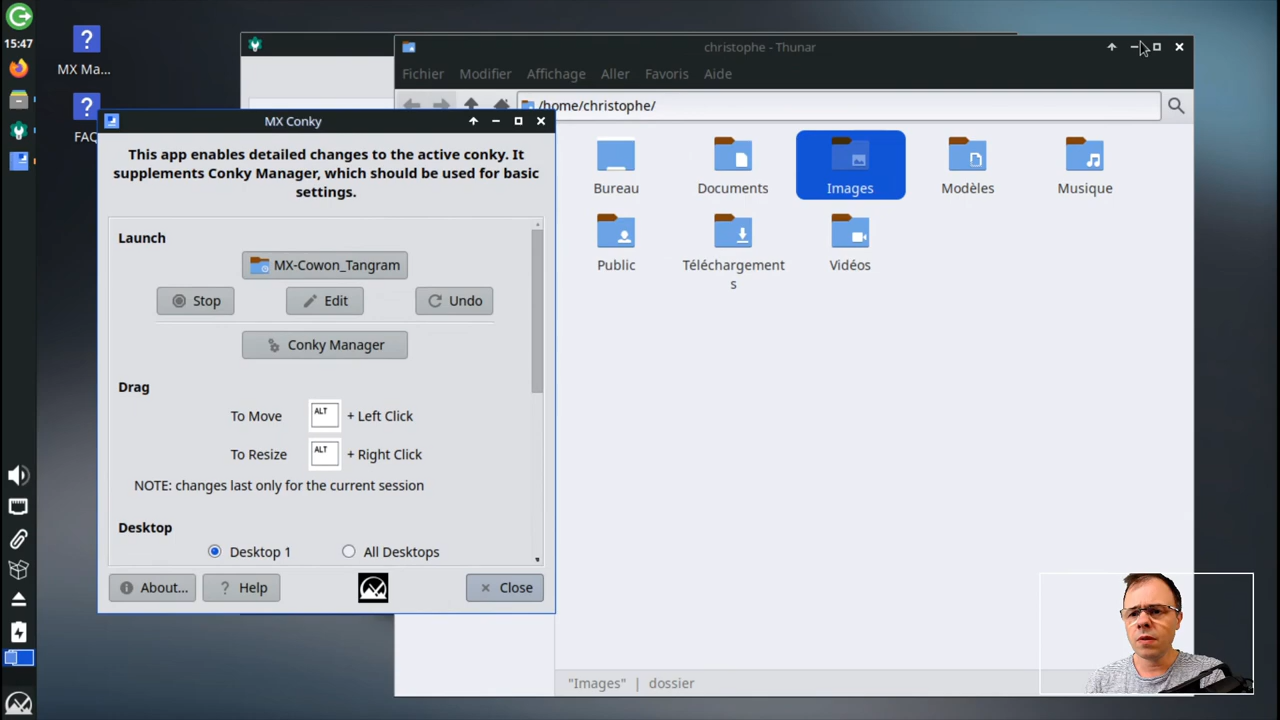 15:47
MX Ma...
FAQ
christophe - Thunar
Fichier Modifier Affichage Aller Favoris Aide
/home/christophe/
Bureau Documents Images Modèles Musique
Public Téléchargement Vidéos
s
"Images" | dossier
MX Conky
This app enables detailed changes to the active conky. It
supplements Conky Manager, which should be used for basic
settings.
Launch
MX-Cowon_Tangram
Stop Edit Undo
Conky Manager
Drag
To Move ALT + Left Click
To Resize ALT + Right Click
NOTE: changes last only for the current session
Desktop
Desktop 1 All Desktops
About... ? Help × Close